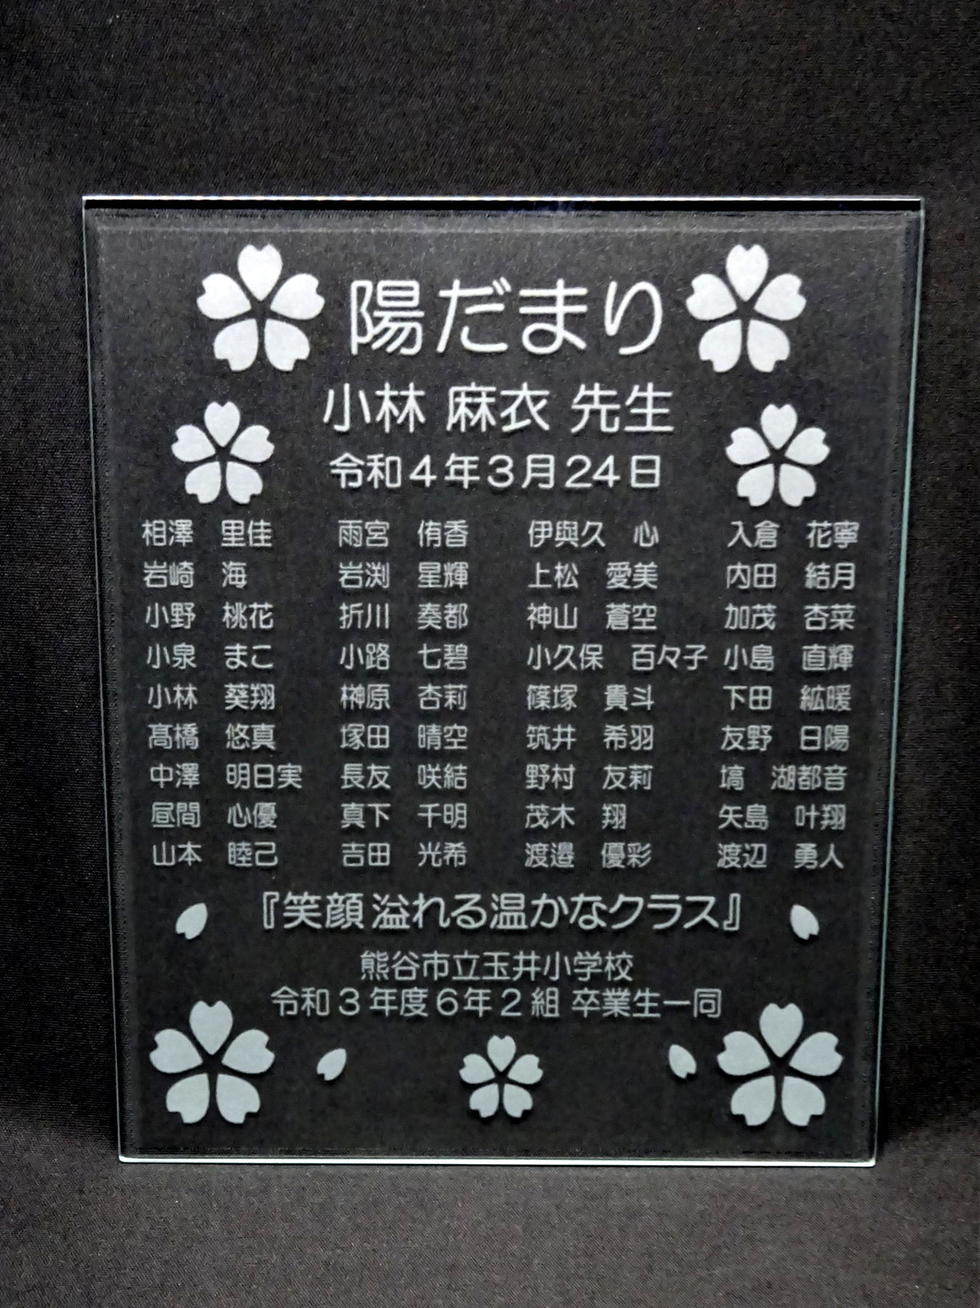 陽だまり
小林 麻衣 先生
令和4年3月24日
相澤 里佳 雨宮 侑香 伊與久 心 入倉 花寧
岩崎 海 岩渕 星輝 上松 愛美 内田 結月
小野 桃花 折川 奏都 神山 蒼空 加茂 杏菜
小泉 まこ 小路 七碧 小久保 百々子 小島 直輝
小林 葵翔 榊原 杏莉 篠塚 貴斗 下田 絋暖
髙橋 悠真 塚田 晴空 筑井 希羽 友野 日陽
中澤 明日実 長友 咲結 野村 友莉 塙 湖都音
昼間 心優 真下 千明 茂木 翔 矢島 叶翔
山本 睦己 吉田 光希 渡邉 優彩 渡辺 勇人
『笑顔 溢れる温かなクラス』
熊谷市立玉井小学校
令和3年度6年2組 卒業生一同